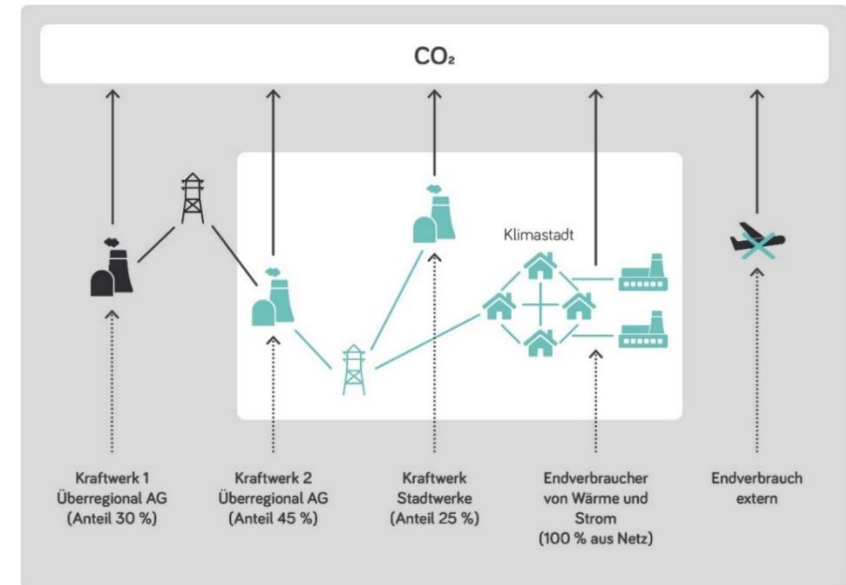 CO₂
Klimastadt
Kraftwerk 1
Überregional AG
(Anteil 30 %)
Kraftwerk 2
Überregional AG
(Anteil 45 %)
Kraftwerk
Stadtwerke
(Anteil 25 %)
Endverbraucher
von Wärme und
Strom
(100 % aus Netz)
Endverbrauch
extern